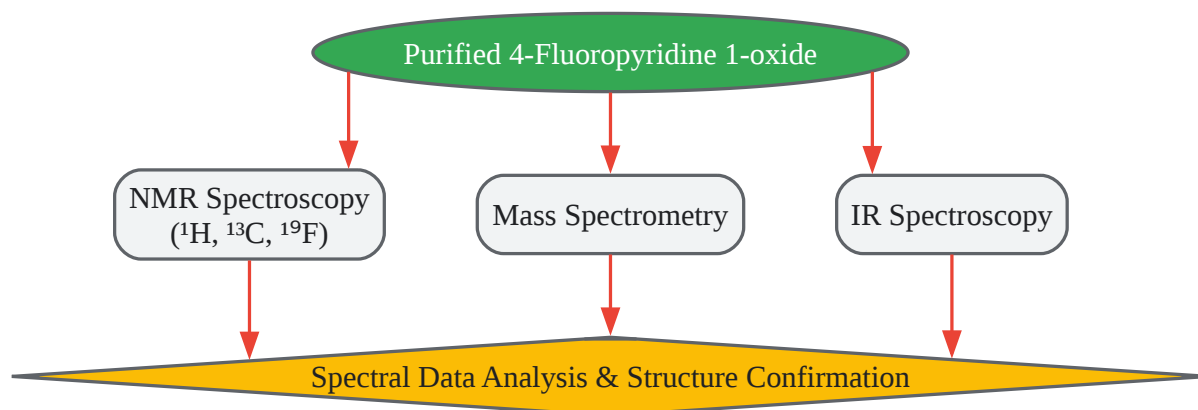 Purified 4-Fluoropyridine 1-oxide
NMR Spectroscopy
(¹H, ¹³C, ¹⁹F)
Mass Spectrometry
IR Spectroscopy
Spectral Data Analysis & Structure Confirmation